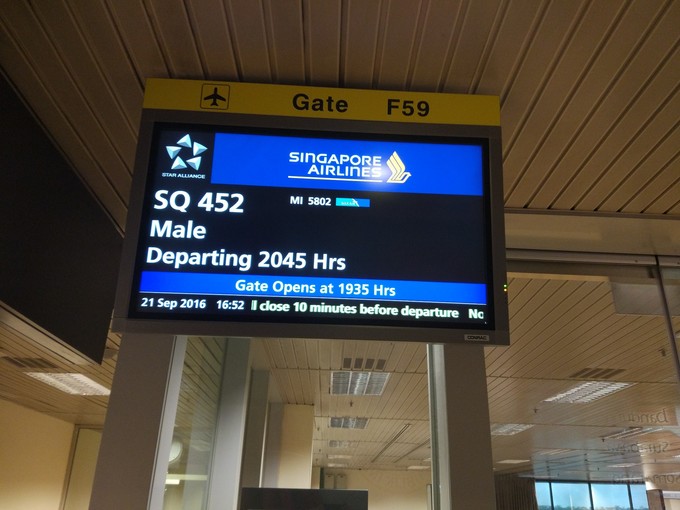 Gate F59
STAR ALLIANCE
SINGAPORE
AIRLINES
SQ 452
MI 5802
Male
Departing 2045 Hrs
Gate Opens at 1935 Hrs
21 Sep 2016 16:52 ll close 10 minutes before departure No